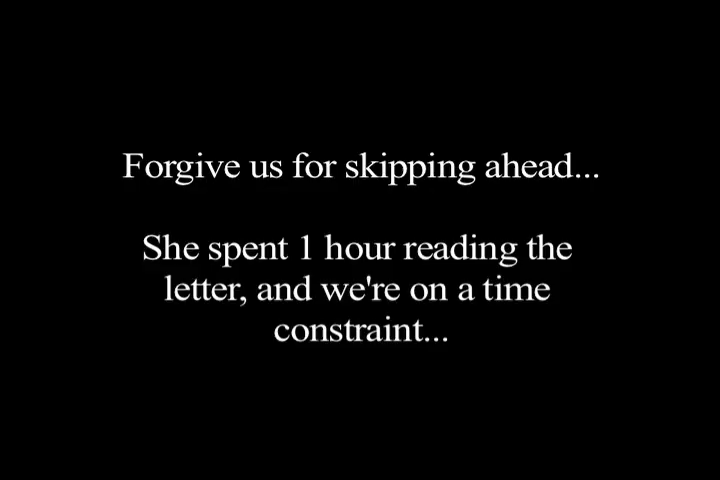 Forgive us for skipping ahead...
She spent 1 hour reading the
letter, and we're on a time
constraint...